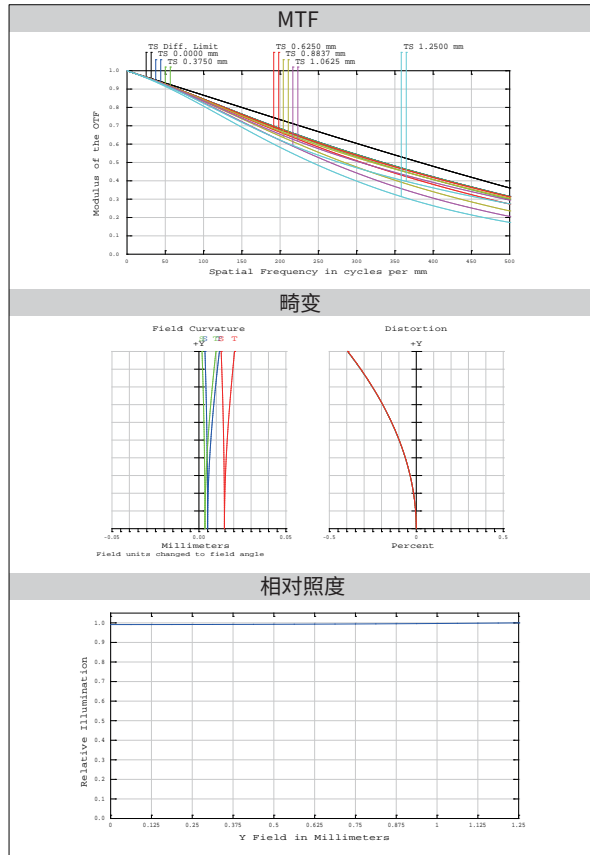 MTF
TS Diff. Limit TS 0.6250 mm TS 1.2500 mm
TS 0.0000 mm TS 0.8837 mm
TS 0.3750 mm TS 1.0625 mm
1.0
0.9
0.8
0.7
0.6
0.5
0.4
0.3
0.2
0.1
0.0
Modulus of the OTF
0 50 100 150 200 250 300 350 400 450 500
Spatial Frequency in cycles per mm
畸变
Field Curvature Distortion
S T S T
+Y +Y
-0.05 0.00 0.05 -0.5 0 0.5
Millimeters Percent
Field units changed to field angle
相对照度
1.0
0.9
0.8
0.7
0.6
0.5
0.4
0.3
0.2
0.1
0.0
Relative Illumination
0 0.125 0.25 0.375 0.5 0.625 0.75 0.875 1 1.125 1.25
Y Field in Millimeters